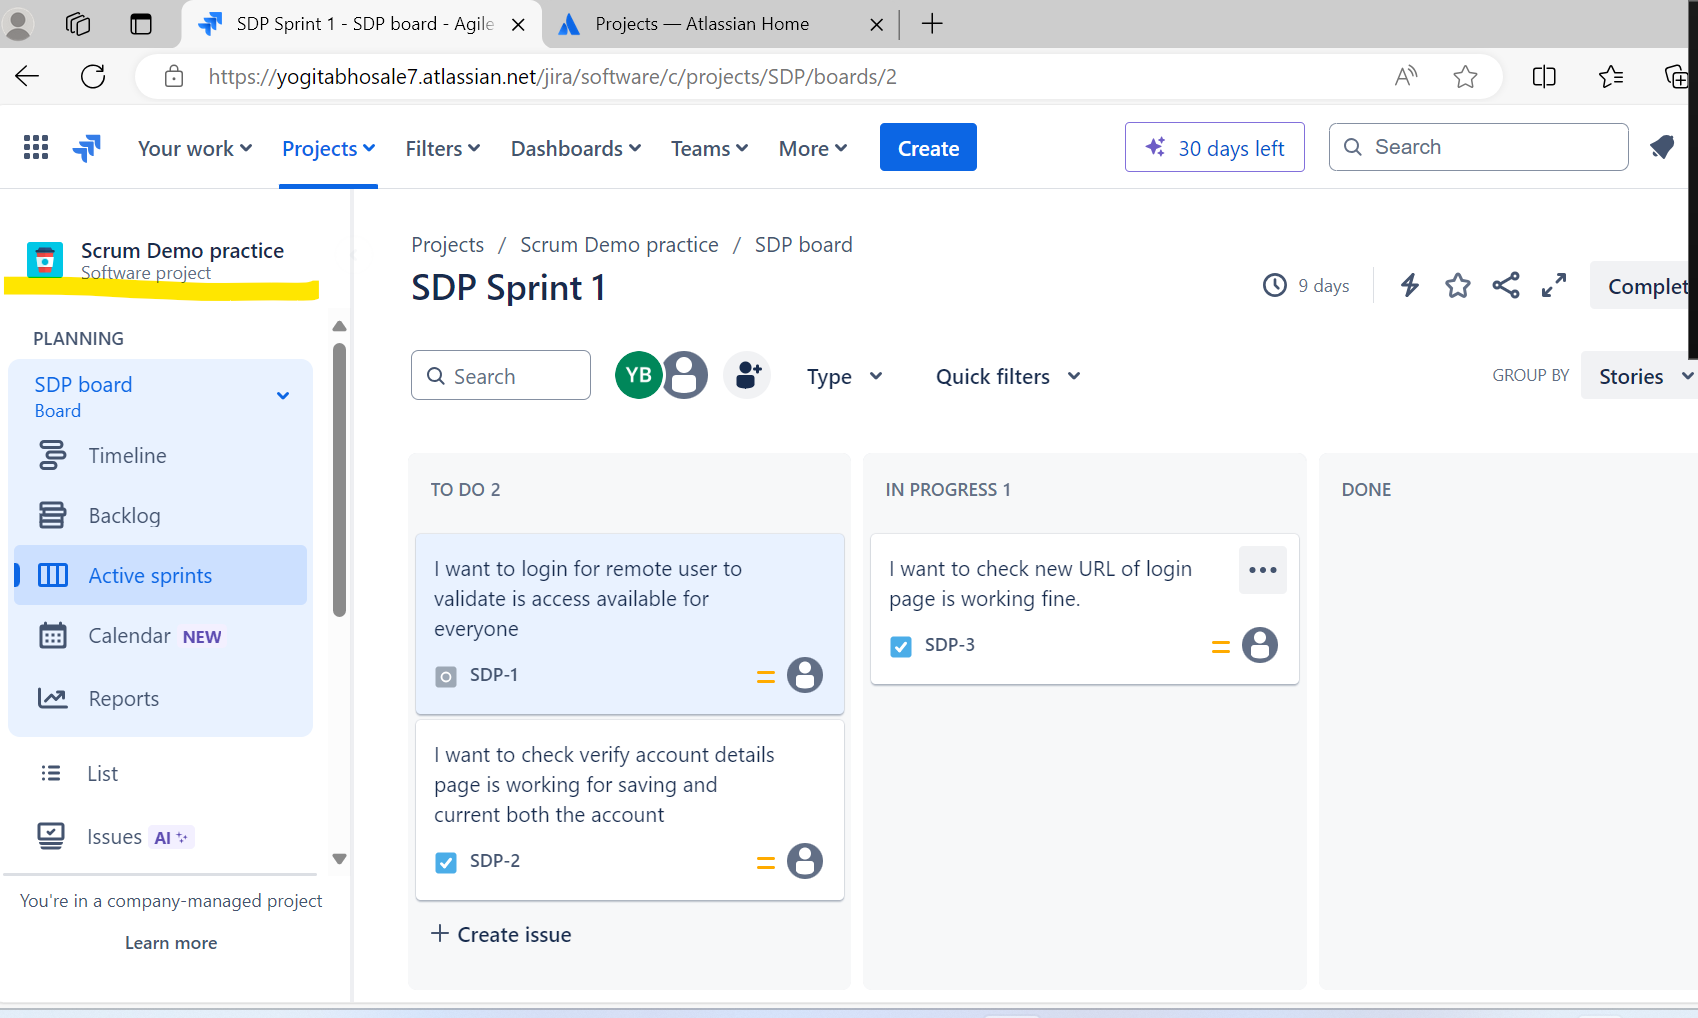 SDP Sprint 1 - SDP board - Agile
Projects — Atlassian Home
https://yogitabhosale7.atlassian.net/jira/software/c/projects/SDP/boards/2
Your work
Projects
Filters
Dashboards
Teams
More
Create
30 days left
Search
Scrum Demo practice
Software project
PLANNING
SDP board
Board
Timeline
Backlog
Active sprints
Calendar NEW
Reports
List
Issues AI
You're in a company-managed project
Learn more
Projects / Scrum Demo practice / SDP board
SDP Sprint 1
9 days
Complet
Search
YB
Type
Quick filters
GROUP BY
Stories
TO DO 2
I want to login for remote user to
validate is access available for
everyone
SDP-1
I want to check verify account details
page is working for saving and
current both the account
SDP-2
Create issue
IN PROGRESS 1
I want to check new URL of login
page is working fine.
SDP-3
DONE